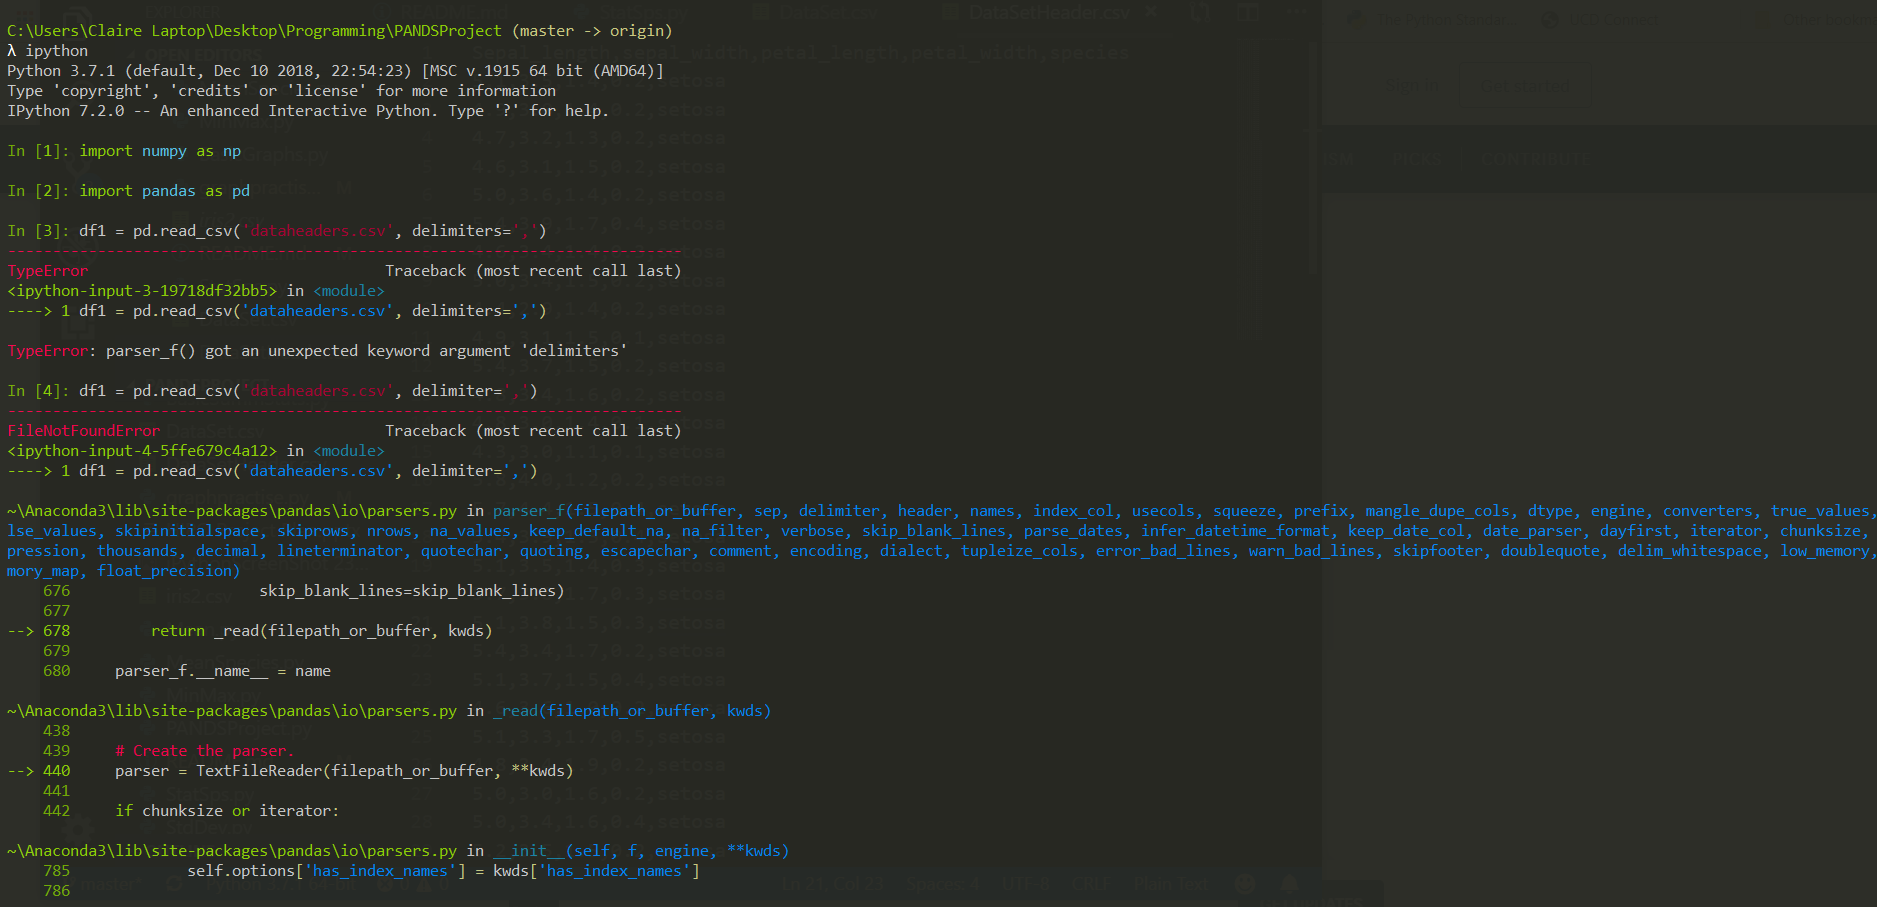 C:\Users\Claire Laptop\Desktop\Programming\PANDSProject (master -> origin)
λ ipython
Python 3.7.1 (default, Dec 10 2018, 22:54:23) [MSC v.1915 64 bit (AMD64)]
Type 'copyright', 'credits' or 'license' for more information
IPython 7.2.0 -- An enhanced Interactive Python. Type '?' for help.
In [1]: import numpy as np
In [2]: import pandas as pd
In [3]: df1 = pd.read_csv('dataheaders.csv', delimiters=',')
---------------------------------------------------------------------------
TypeError                                 Traceback (most recent call last)
<ipython-input-3-19718df32bb5> in <module>
----> 1 df1 = pd.read_csv('dataheaders.csv', delimiters=',')
TypeError: parser_f() got an unexpected keyword argument 'delimiters'
In [4]: df1 = pd.read_csv('dataheaders.csv', delimiter=',')
---------------------------------------------------------------------------
FileNotFoundError                         Traceback (most recent call last)
<ipython-input-4-5ffe679c4a12> in <module>
----> 1 df1 = pd.read_csv('dataheaders.csv', delimiter=',')
~\Anaconda3\lib\site-packages\pandas\io\parsers.py in parser_f(filepath_or_buffer, sep, delimiter, header, names, index_col, usecols, squeeze, prefix, mangle_dupe_cols, dtype, engine, converters, true_values,
lse_values, skipinitialspace, skiprows, nrows, na_values, keep_default_na, na_filter, verbose, skip_blank_lines, parse_dates, infer_datetime_format, keep_date_col, date_parser, dayfirst, iterator, chunksize,
pression, thousands, decimal, lineterminator, quotechar, quoting, escapechar, comment, encoding, dialect, tupleize_cols, error_bad_lines, warn_bad_lines, skipfooter, doublequote, delim_whitespace, low_memory,
mory_map, float_precision)
    676                     skip_blank_lines=skip_blank_lines)
    677
--> 678         return _read(filepath_or_buffer, kwds)
    679
    680     parser_f.__name__ = name
~\Anaconda3\lib\site-packages\pandas\io\parsers.py in _read(filepath_or_buffer, kwds)
    438
    439     # Create the parser.
--> 440     parser = TextFileReader(filepath_or_buffer, **kwds)
    441
    442     if chunksize or iterator:
~\Anaconda3\lib\site-packages\pandas\io\parsers.py in __init__(self, f, engine, **kwds)
    785             self.options['has_index_names'] = kwds['has_index_names']
    786